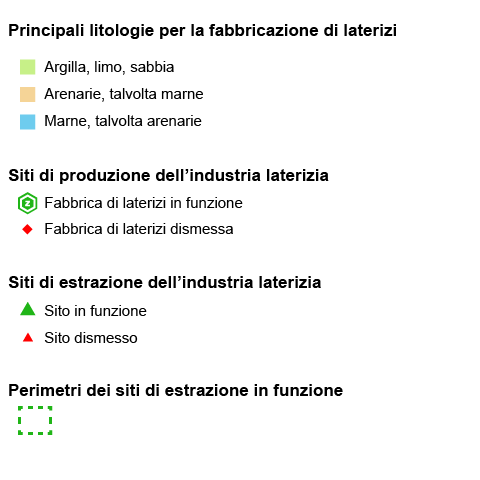 Principali litologie per la fabbricazione di laterizi
Argilla, limo, sabbia
Arenarie, talvolta marne
Marne, talvolta arenarie
Siti di produzione dell'industria laterizia
Fabbrica di laterizi in funzione
Fabbrica di laterizi dismessa
Siti di estrazione dell'industria laterizia
Sito in funzione
Sito dismesso
Perimetri dei siti di estrazione in funzione